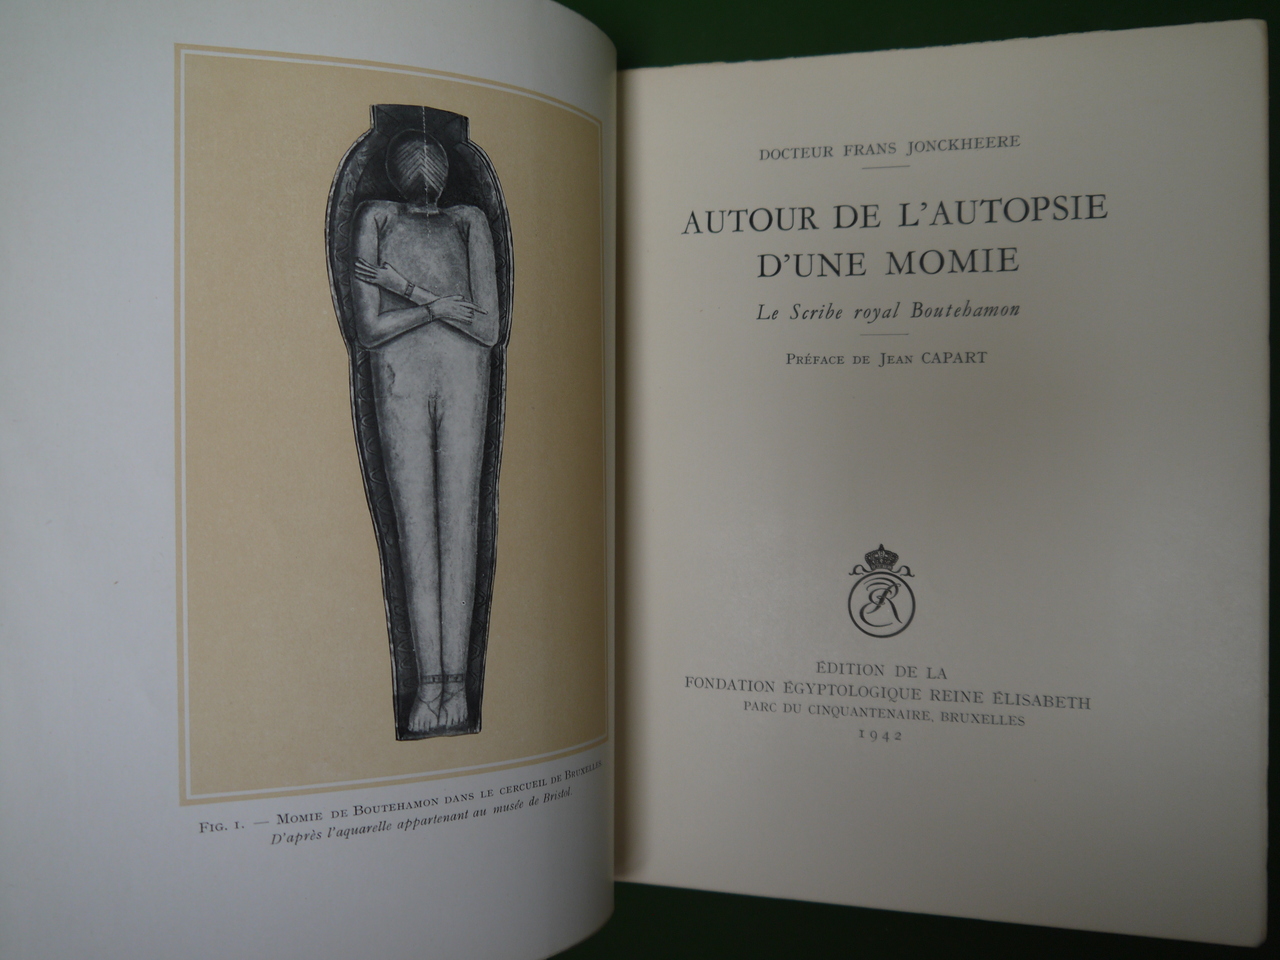 Fig. 1. — Momie de Boutehamon dans le cercueil de Bruxelles
D'après l'aquarelle appartenant au musée de Bristol.
DOCTEUR FRANS JONCKHEERE
AUTOUR DE L'AUTOPSIE
D'UNE MOMIE
Le Scribe royal Boutehamon
Préface de Jean CAPART
ÉDITION DE LA
FONDATION ÉGYPTOLOGIQUE REINE ÉLISABETH
PARC DU CINQUANTENAIRE, BRUXELLES
1942